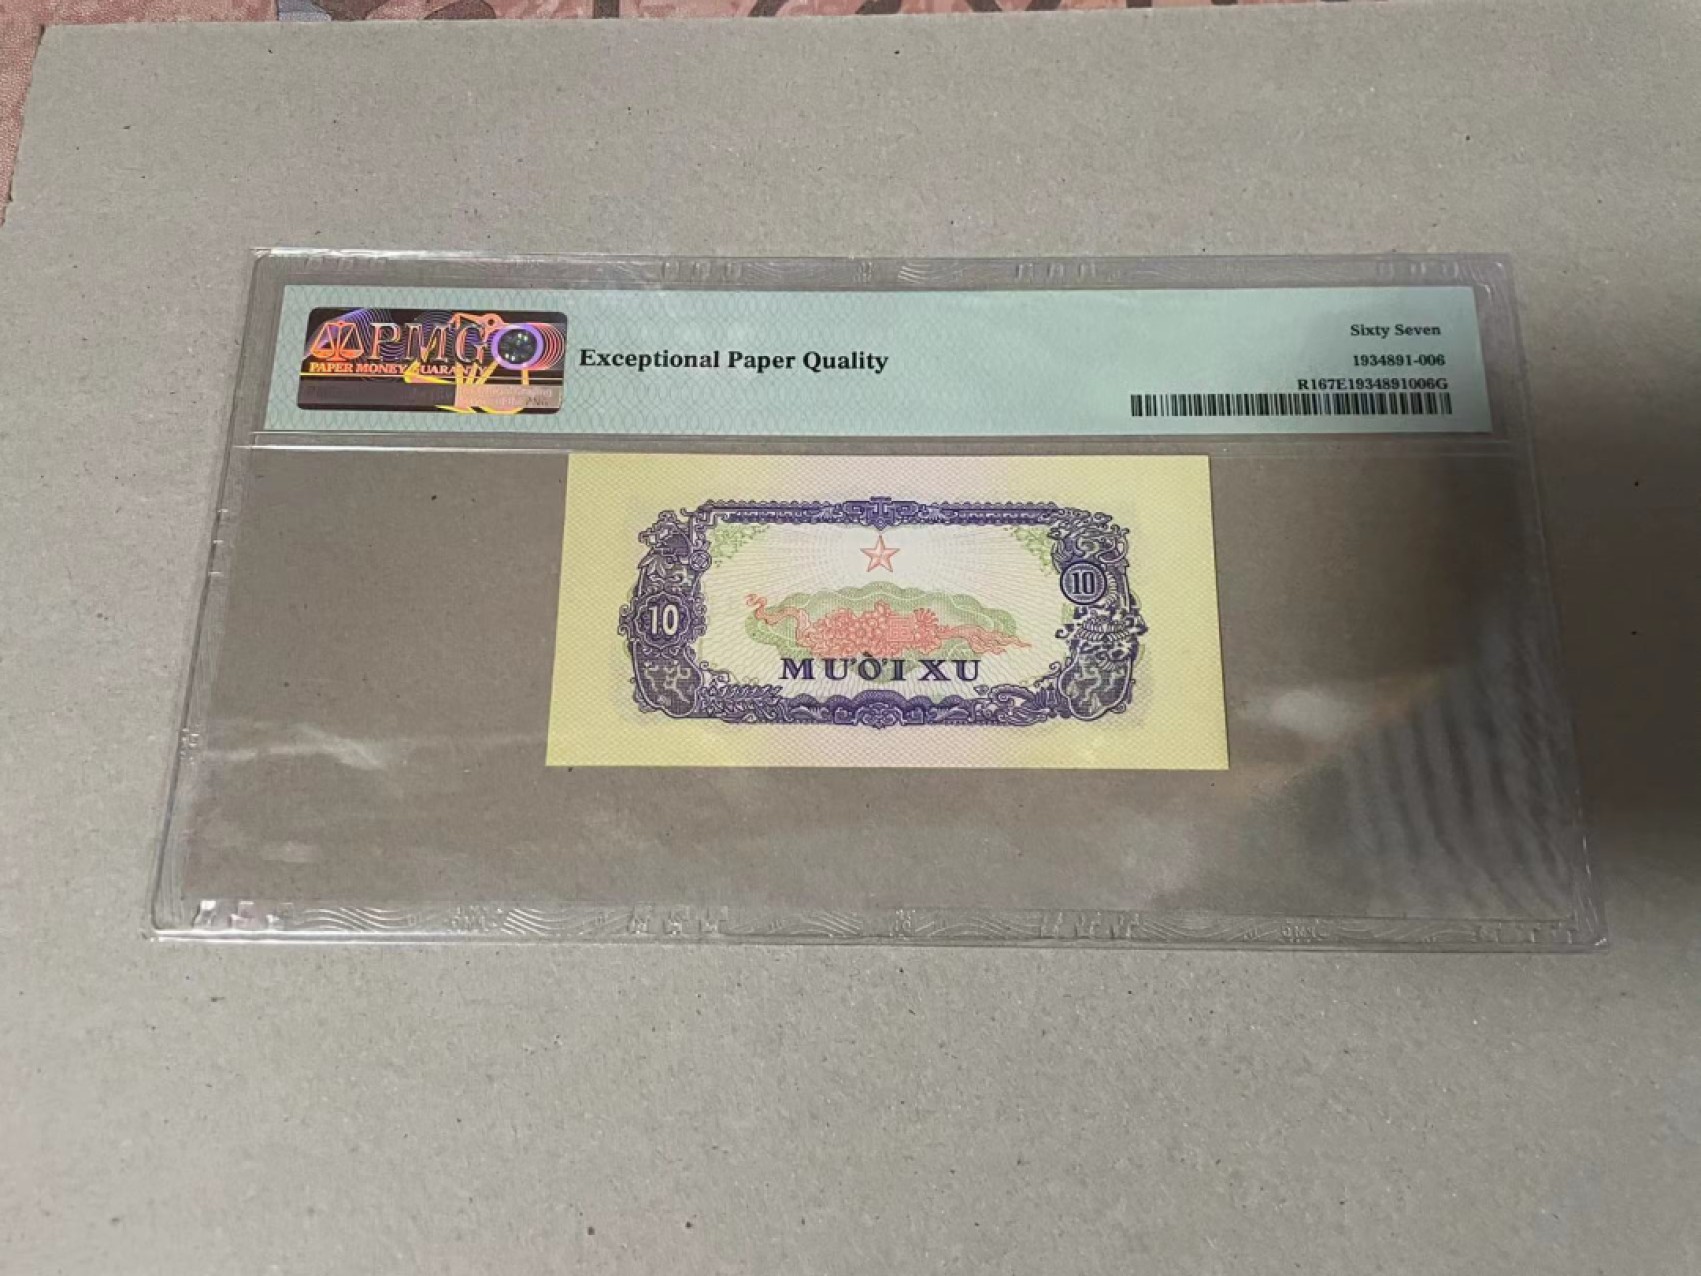 PMG
PAPER MONEY GUARANTY
Exceptional Paper Quality
Sixty Seven
1934891-006
R167E1934891006G
10
10
MƯỜI XU